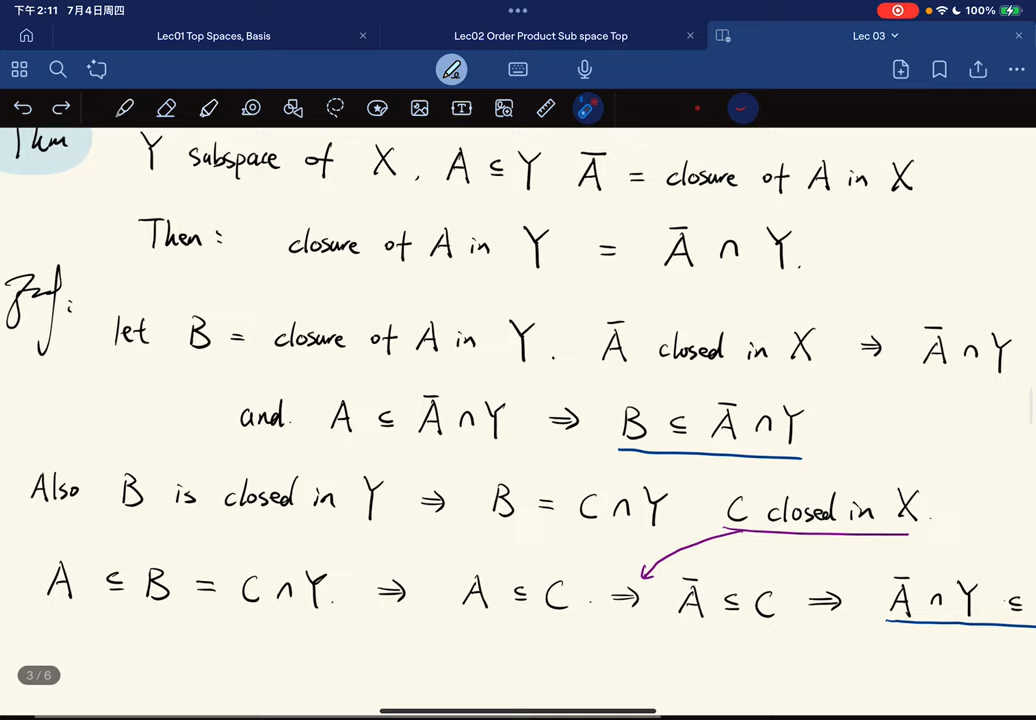 下午2:11 7月4日周四
100%
Lec01 Top Spaces, Basis
Lec02 Order Product Sub space Top
Lec 03
Thm Y subspace of X, A ⊆ Y Ā = closure of A in X
Then: closure of A in Y = Ā ∩ Y.
let B = closure of A in Y. Ā closed in X ⇒ Ā ∩ Y
and. A ⊆ Ā ∩ Y ⇒ B ⊆ Ā ∩ Y
Also B is closed in Y ⇒ B = C ∩ Y C closed in X.
A ⊆ B = C ∩ Y. ⇒ A ⊆ C. ⇒ Ā ⊆ C ⇒ Ā ∩ Y ⊆
3/6